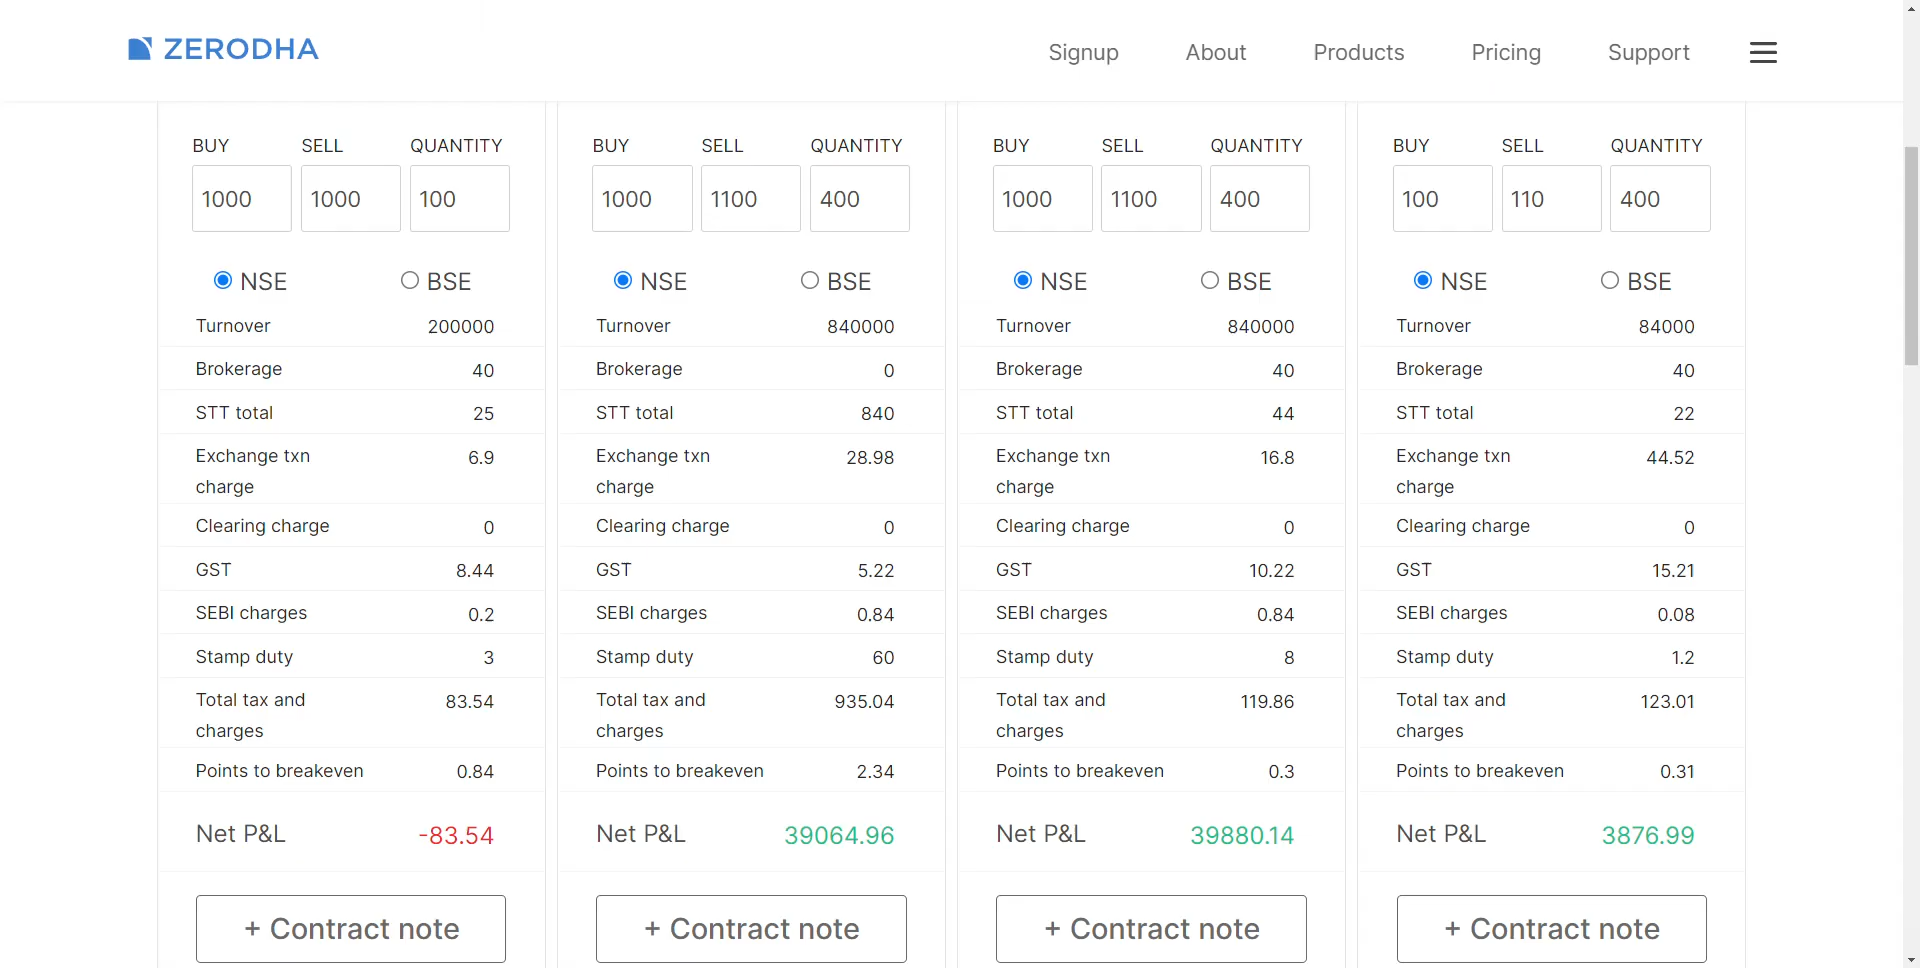 ZERODHA
Signup About Products Pricing Support
BUY SELL QUANTITY
1000 1000 100
NSE BSE
Turnover 200000
Brokerage 40
STT total 25
Exchange txn 6.9
charge
Clearing charge 0
GST 8.44
SEBI charges 0.2
Stamp duty 3
Total tax and 83.54
charges
Points to breakeven 0.84
Net P&L -83.54
+ Contract note
BUY SELL QUANTITY
1000 1100 400
NSE BSE
Turnover 840000
Brokerage 0
STT total 840
Exchange txn 28.98
charge
Clearing charge 0
GST 5.22
SEBI charges 0.84
Stamp duty 60
Total tax and 935.04
charges
Points to breakeven 2.34
Net P&L 39064.96
+ Contract note
BUY SELL QUANTITY
1000 1100 400
NSE BSE
Turnover 840000
Brokerage 40
STT total 44
Exchange txn 16.8
charge
Clearing charge 0
GST 10.22
SEBI charges 0.84
Stamp duty 8
Total tax and 119.86
charges
Points to breakeven 0.3
Net P&L 39880.14
+ Contract note
BUY SELL QUANTITY
100 110 400
NSE BSE
Turnover 84000
Brokerage 40
STT total 22
Exchange txn 44.52
charge
Clearing charge 0
GST 15.21
SEBI charges 0.08
Stamp duty 1.2
Total tax and 123.01
charges
Points to breakeven 0.31
Net P&L 3876.99
+ Contract note